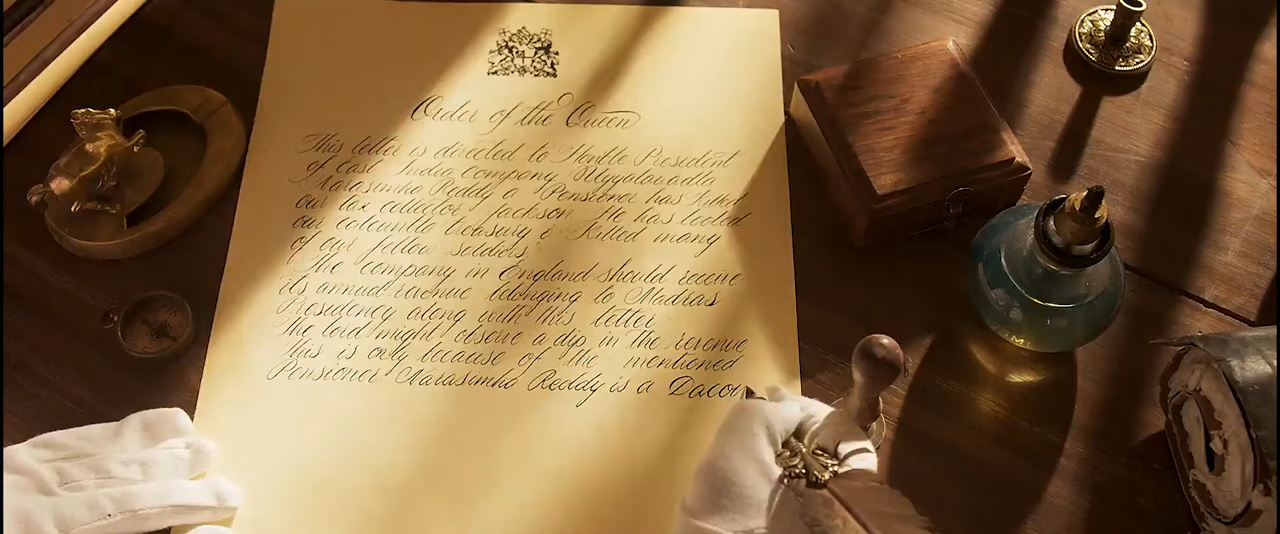 Order of the Queen
This letter is directed to Hon'ble President
of East India company Uyyalawadla
Narasimha Reddy a Pensioner has Killed
our tax collector Jackson He has looted
our colcuntla treasury & Killed many
of our fellow soldiers,
The company in England should receive
its annual revenue belonging to Madras
Presidency along with this letter
The lord might observe a dip in the revenue
This is only because of the mentioned
Pensioner Narasimha Reddy is a Dacoi